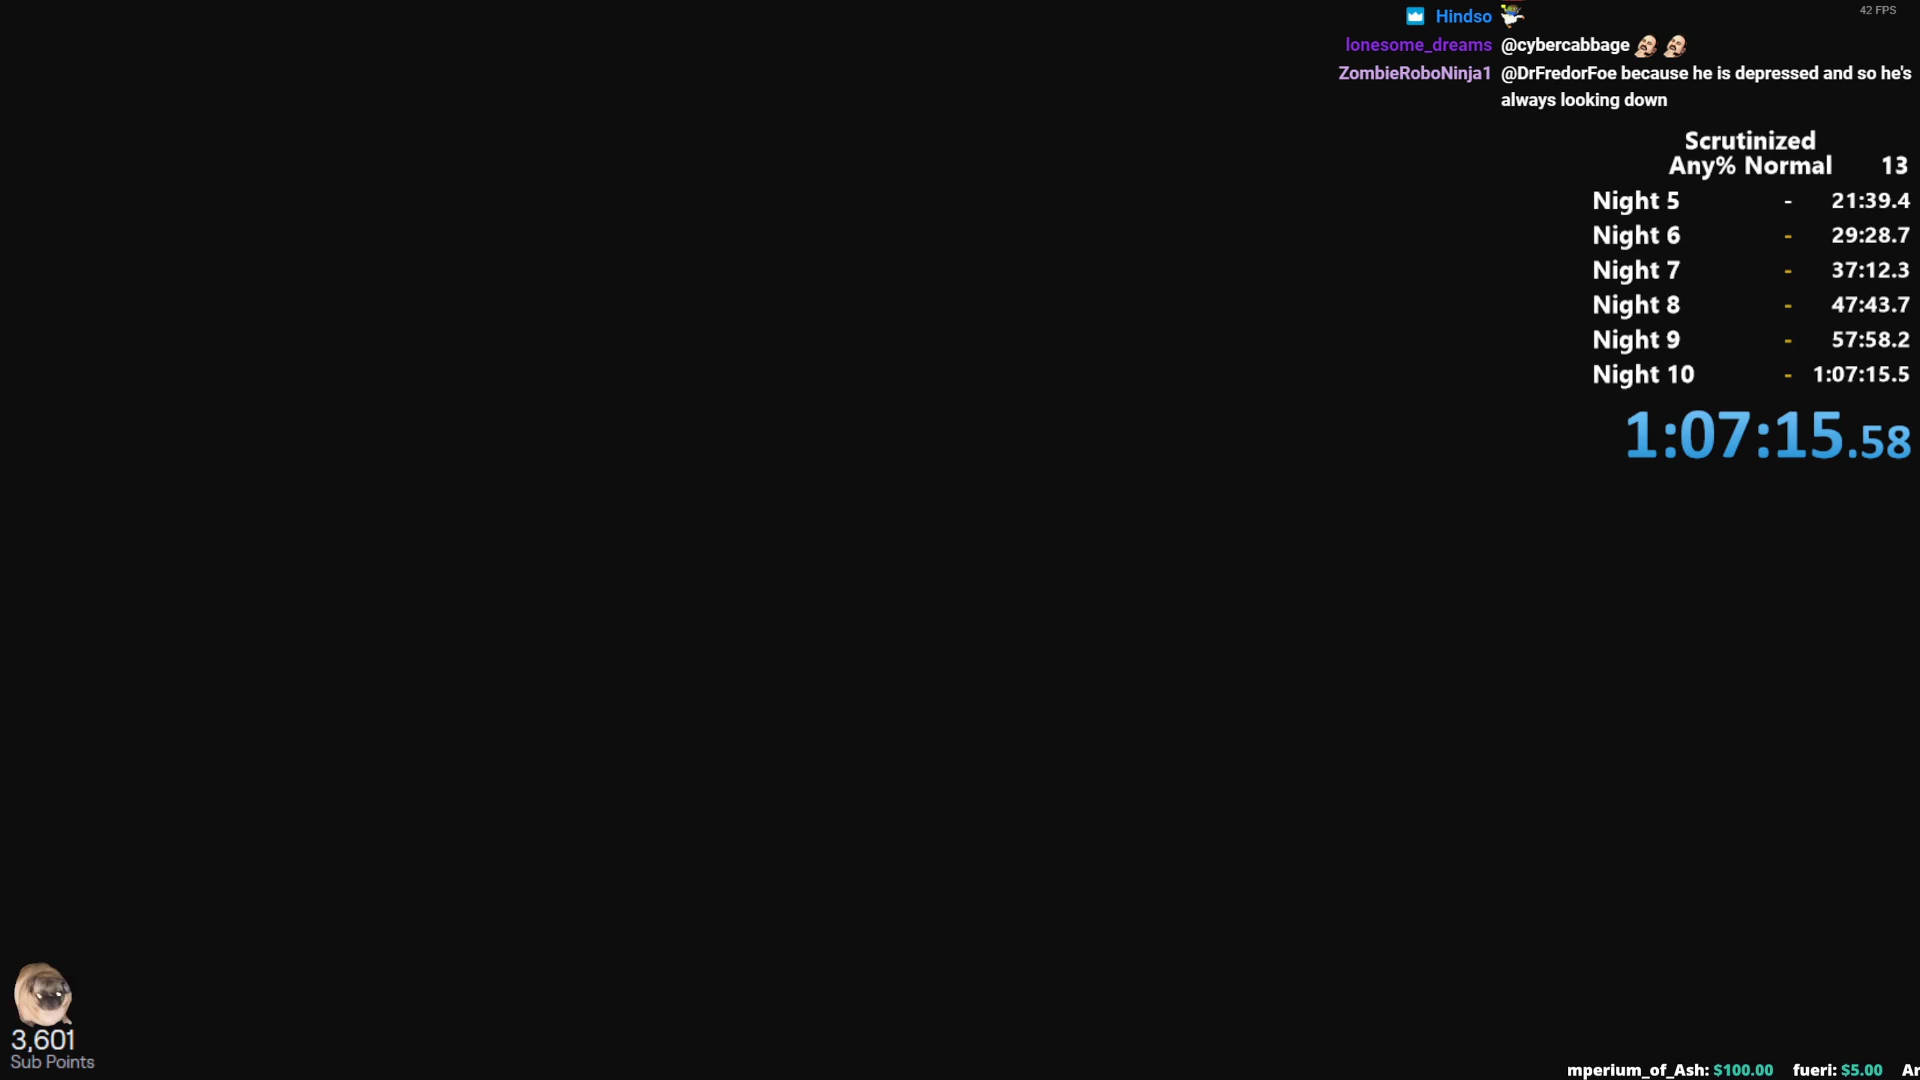 42 FPS
Hindso
lonesome_dreams @cybercabbage
ZombieRoboNinja1 @DrFredorFoe because he is depressed and so he's
always looking down
Scrutinized
Any% Normal 13
Night 5 - 21:39.4
Night 6 - 29:28.7
Night 7 - 37:12.3
Night 8 - 47:43.7
Night 9 - 57:58.2
Night 10 - 1:07:15.5
1:07:15.58
3,601
Sub Points
mperium_of_Ash: $100.00 fueri: $5.00 Ar